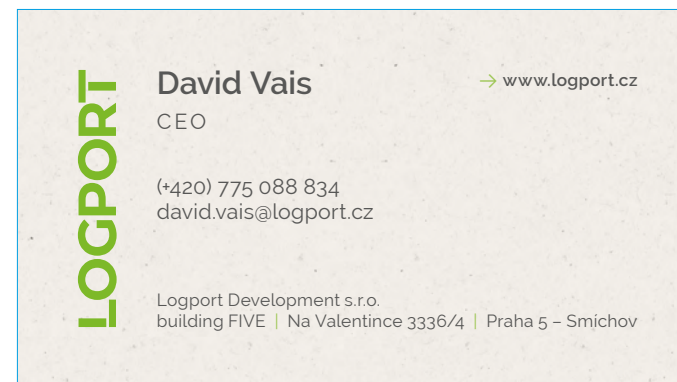 LOGPORT
David Vais
→ www.logport.cz
CEO
(+420) 775 088 834
david.vais@logport.cz
Logport Development s.r.o.
building FIVE | Na Valentince 3336/4 | Praha 5 – Smíchov